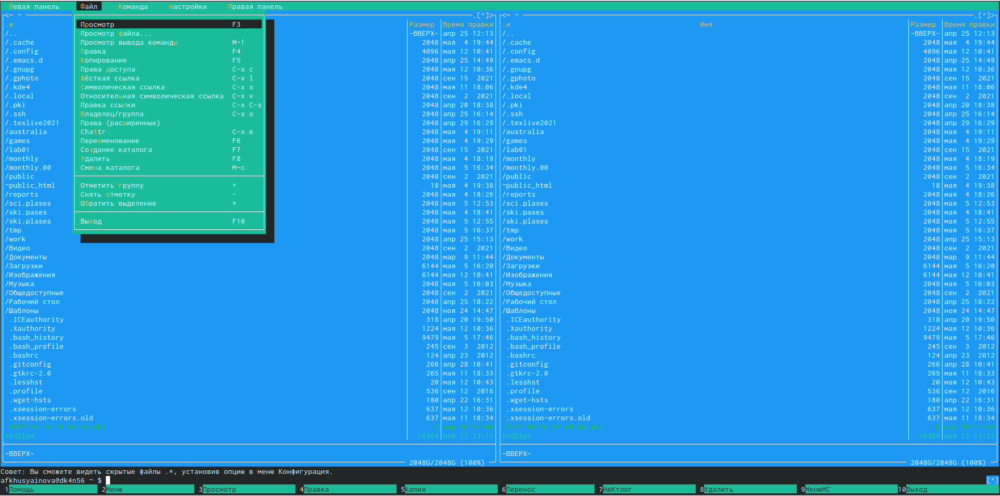 Левая панель Файл Команда Настройки Правая панель
<─ ~ .[^]> <─ ~ .[^]>
.и Просмотр F3 Размер Время правки .и Имя Размер Время правки
/.. Просмотр файла... -ВВЕРХ- апр 25 12:13 /.. -ВВЕРХ- апр 25 12:13
/.cache Просмотр вывода команды M-! 2048 мая 4 19:44 /.cache 2048 мая 4 19:44
/.config Правка F4 4096 мая 12 10:41 /.config 4096 мая 12 10:41
/.emacs.d Копирование F5 2048 апр 25 14:49 /.emacs.d 2048 апр 25 14:49
/.gnupg Права доступа C-x c 2048 мая 12 10:36 /.gnupg 2048 мая 12 10:36
/.gphoto Жёсткая ссылка C-x l 2048 сен 15 2021 /.gphoto 2048 сен 15 2021
/.kde4 Символическая ссылка C-x s 2048 мая 11 18:06 /.kde4 2048 мая 11 18:06
/.local Относительная символическая ссылка C-x v 2048 сен 2 2021 /.local 2048 сен 2 2021
/.pki Правка ссылки C-x C-s 2048 апр 20 18:38 /.pki 2048 апр 20 18:38
/.ssh Владелец/группа C-x o 2048 апр 25 16:14 /.ssh 2048 апр 25 16:14
/.texlive2021 Права (расширенные) 2048 апр 29 16:29 /.texlive2021 2048 апр 29 16:29
/australia Chattr C-x e 2048 мая 4 19:11 /australia 2048 мая 4 19:11
/games Переименование F6 2048 мая 4 19:29 /games 2048 мая 4 19:29
/lab01 Создание каталога F7 2048 сен 15 2021 /lab01 2048 сен 15 2021
/monthly Удалить F8 2048 мая 4 18:19 /monthly 2048 мая 4 18:19
/monthly.00 Смена каталога M-c 2048 мая 5 16:34 /monthly.00 2048 мая 5 16:34
/public 2048 сен 2 2021 /public 2048 сен 2 2021
~public_html Отметить группу + 18 мая 4 19:38 ~public_html 18 мая 4 19:38
/reports Снять отметку - 2048 мая 4 18:26 /reports 2048 мая 4 18:26
/sci.plases Обратить выделение * 2048 мая 5 12:53 /sci.plases 2048 мая 5 12:53
/ski.pases 2048 мая 4 18:41 /ski.pases 2048 мая 4 18:41
/ski.plases Выход F10 2048 мая 5 12:55 /ski.plases 2048 мая 5 12:55
/tmp 2048 мая 5 16:37 /tmp 2048 мая 5 16:37
/work 2048 апр 25 15:13 /work 2048 апр 25 15:13
/Видео 2048 сен 2 2021 /Видео 2048 сен 2 2021
/Документы 2048 мар 9 11:44 /Документы 2048 мар 9 11:44
/Загрузки 6144 мая 5 16:20 /Загрузки 6144 мая 5 16:20
/Изображения 6144 мая 12 10:41 /Изображения 6144 мая 12 10:41
/Музыка 2048 мая 5 16:03 /Музыка 2048 мая 5 16:03
/Общедоступные 2048 сен 2 2021 /Общедоступные 2048 сен 2 2021
/Рабочий стол 2048 апр 25 18:22 /Рабочий стол 2048 апр 25 18:22
/Шаблоны 2048 ноя 24 14:47 /Шаблоны 2048 ноя 24 14:47
.ICEauthority 318 апр 20 19:50 .ICEauthority 318 апр 20 19:50
.Xauthority 1224 мая 12 10:36 .Xauthority 1224 мая 12 10:36
.bash_history 9479 мая 5 17:46 .bash_history 9479 мая 5 17:46
.bash_profile 245 сен 3 2012 .bash_profile 245 сен 3 2012
.bashrc 124 апр 23 2012 .bashrc 124 апр 23 2012
.gitconfig 266 апр 28 10:41 .gitconfig 266 апр 28 10:41
.gtkrc-2.0 265 мая 11 18:33 .gtkrc-2.0 265 мая 11 18:33
.lesshst 20 мая 12 10:43 .lesshst 20 мая 12 10:43
.profile 536 сен 12 2016 .profile 536 сен 12 2016
.wget-hsts 180 апр 22 16:31 .wget-hsts 180 апр 22 16:31
.xsession-errors 637 мая 12 10:36 .xsession-errors 637 мая 12 10:36
.xsession-errors.old 637 мая 11 18:34 .xsession-errors.old 637 мая 11 18:34
*Adilya 16304 ноя 17 13:17 *Adilya 16304 ноя 17 13:17
-ВВЕРХ- -ВВЕРХ-
2048G/2048G (100%) 2048G/2048G (100%)
Совет: Вы сможете видеть скрытые файлы .*, установив опцию в меню Конфигурация.
afkhusyainova@dk4n56 ~ $ [^]
1Помощь 2Меню 3Просмотр 4Правка 5Копия 6Перенос 7НвКтлог 8Удалить 9МенюMC 10Выход